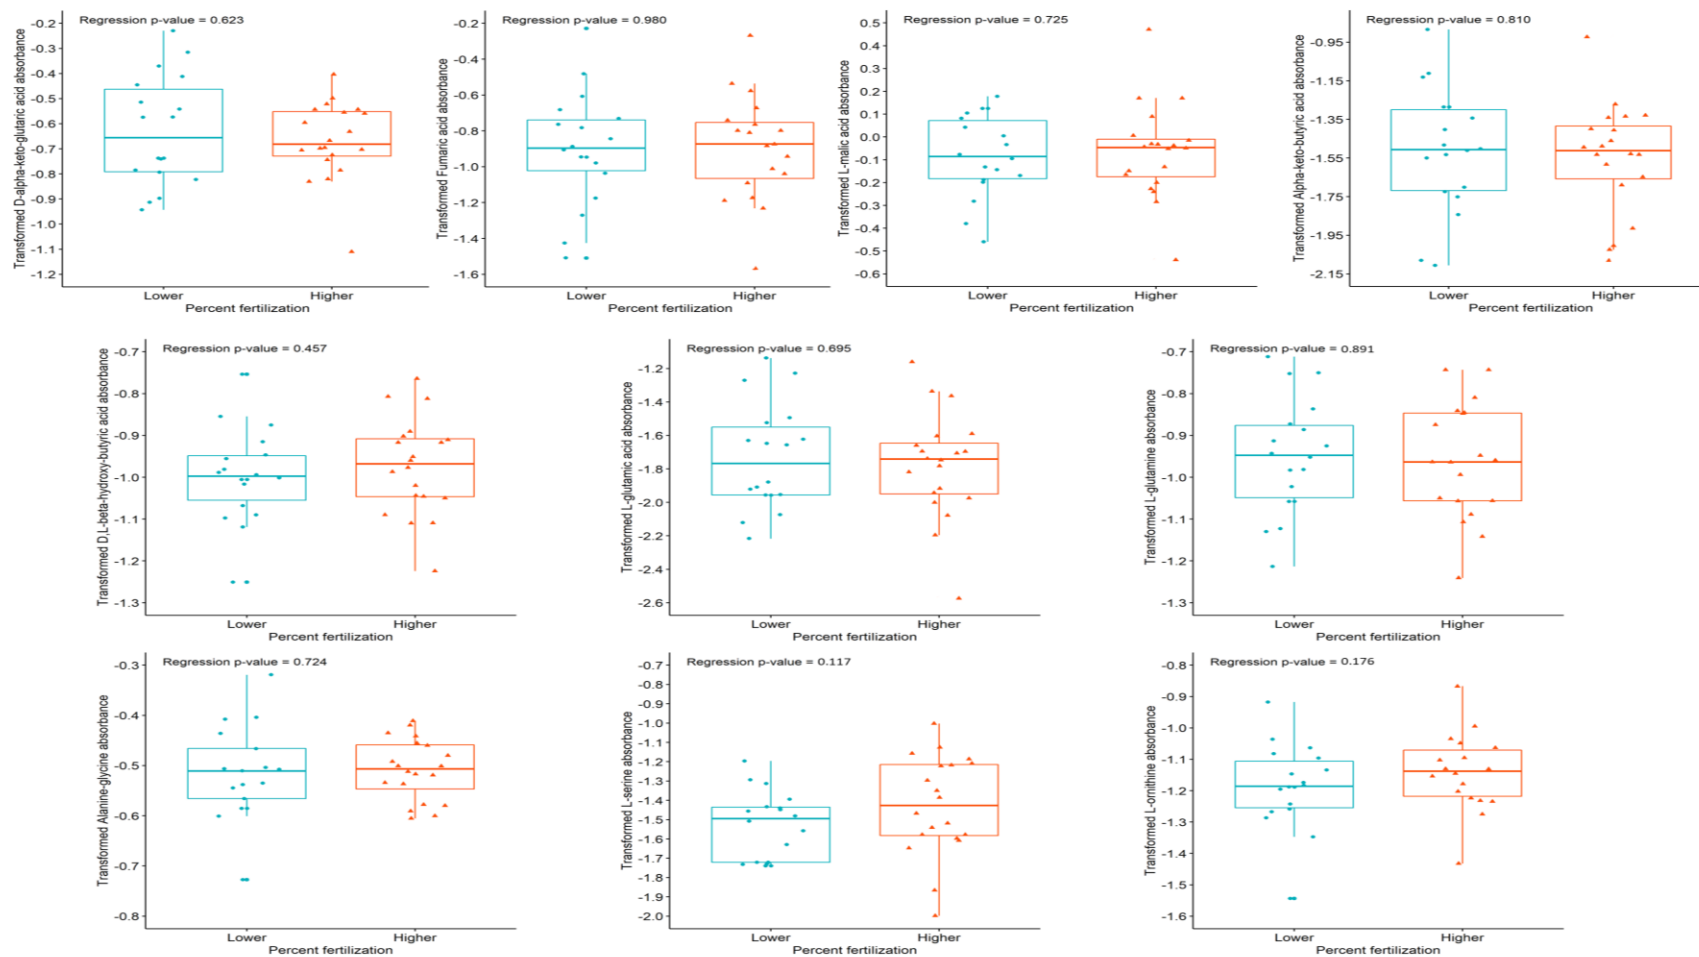 Regression p-value = 0.623
Transformed D-alpha-keto-glutaric acid absorbance
-0.2
-0.3
-0.4
-0.5
-0.6
-0.7
-0.8
-0.9
-1.0
-1.1
-1.2
Lower Higher
Percent fertilization
Regression p-value = 0.980
Transformed Fumaric acid absorbance
-0.2
-0.4
-0.6
-0.8
-1.0
-1.2
-1.4
-1.6
Lower Higher
Percent fertilization
Regression p-value = 0.725
Transformed L-malic acid absorbance
0.5
0.4
0.3
0.2
0.1
0.0
-0.1
-0.2
-0.3
-0.4
-0.5
-0.6
Lower Higher
Percent fertilization
Regression p-value = 0.810
Transformed Alpha-keto-butyric acid absorbance
-0.95
-1.15
-1.35
-1.55
-1.75
-1.95
-2.15
Lower Higher
Percent fertilization
Regression p-value = 0.457
Transformed D,L-beta-hydroxy-butyric acid absorbance
-0.7
-0.8
-0.9
-1.0
-1.1
-1.2
-1.3
Lower Higher
Percent fertilization
Regression p-value = 0.695
Transformed L-glutamic acid absorbance
-1.2
-1.4
-1.6
-1.8
-2.0
-2.2
-2.4
-2.6
Lower Higher
Percent fertilization
Regression p-value = 0.891
Transformed L-glutamine absorbance
-0.7
-0.8
-0.9
-1.0
-1.1
-1.2
-1.3
Lower Higher
Percent fertilization
Regression p-value = 0.724
Transformed Alanine-glycine absorbance
-0.3
-0.4
-0.5
-0.6
-0.7
-0.8
Lower Higher
Percent fertilization
Regression p-value = 0.117
Transformed L-serine absorbance
-0.7
-0.8
-0.9
-1.0
-1.1
-1.2
-1.3
-1.4
-1.5
-1.6
-1.7
-1.8
-1.9
-2.0
Lower Higher
Percent fertilization
Regression p-value = 0.176
Transformed L-ornithine absorbance
-0.8
-0.9
-1.0
-1.1
-1.2
-1.3
-1.4
-1.5
-1.6
Lower Higher
Percent fertilization